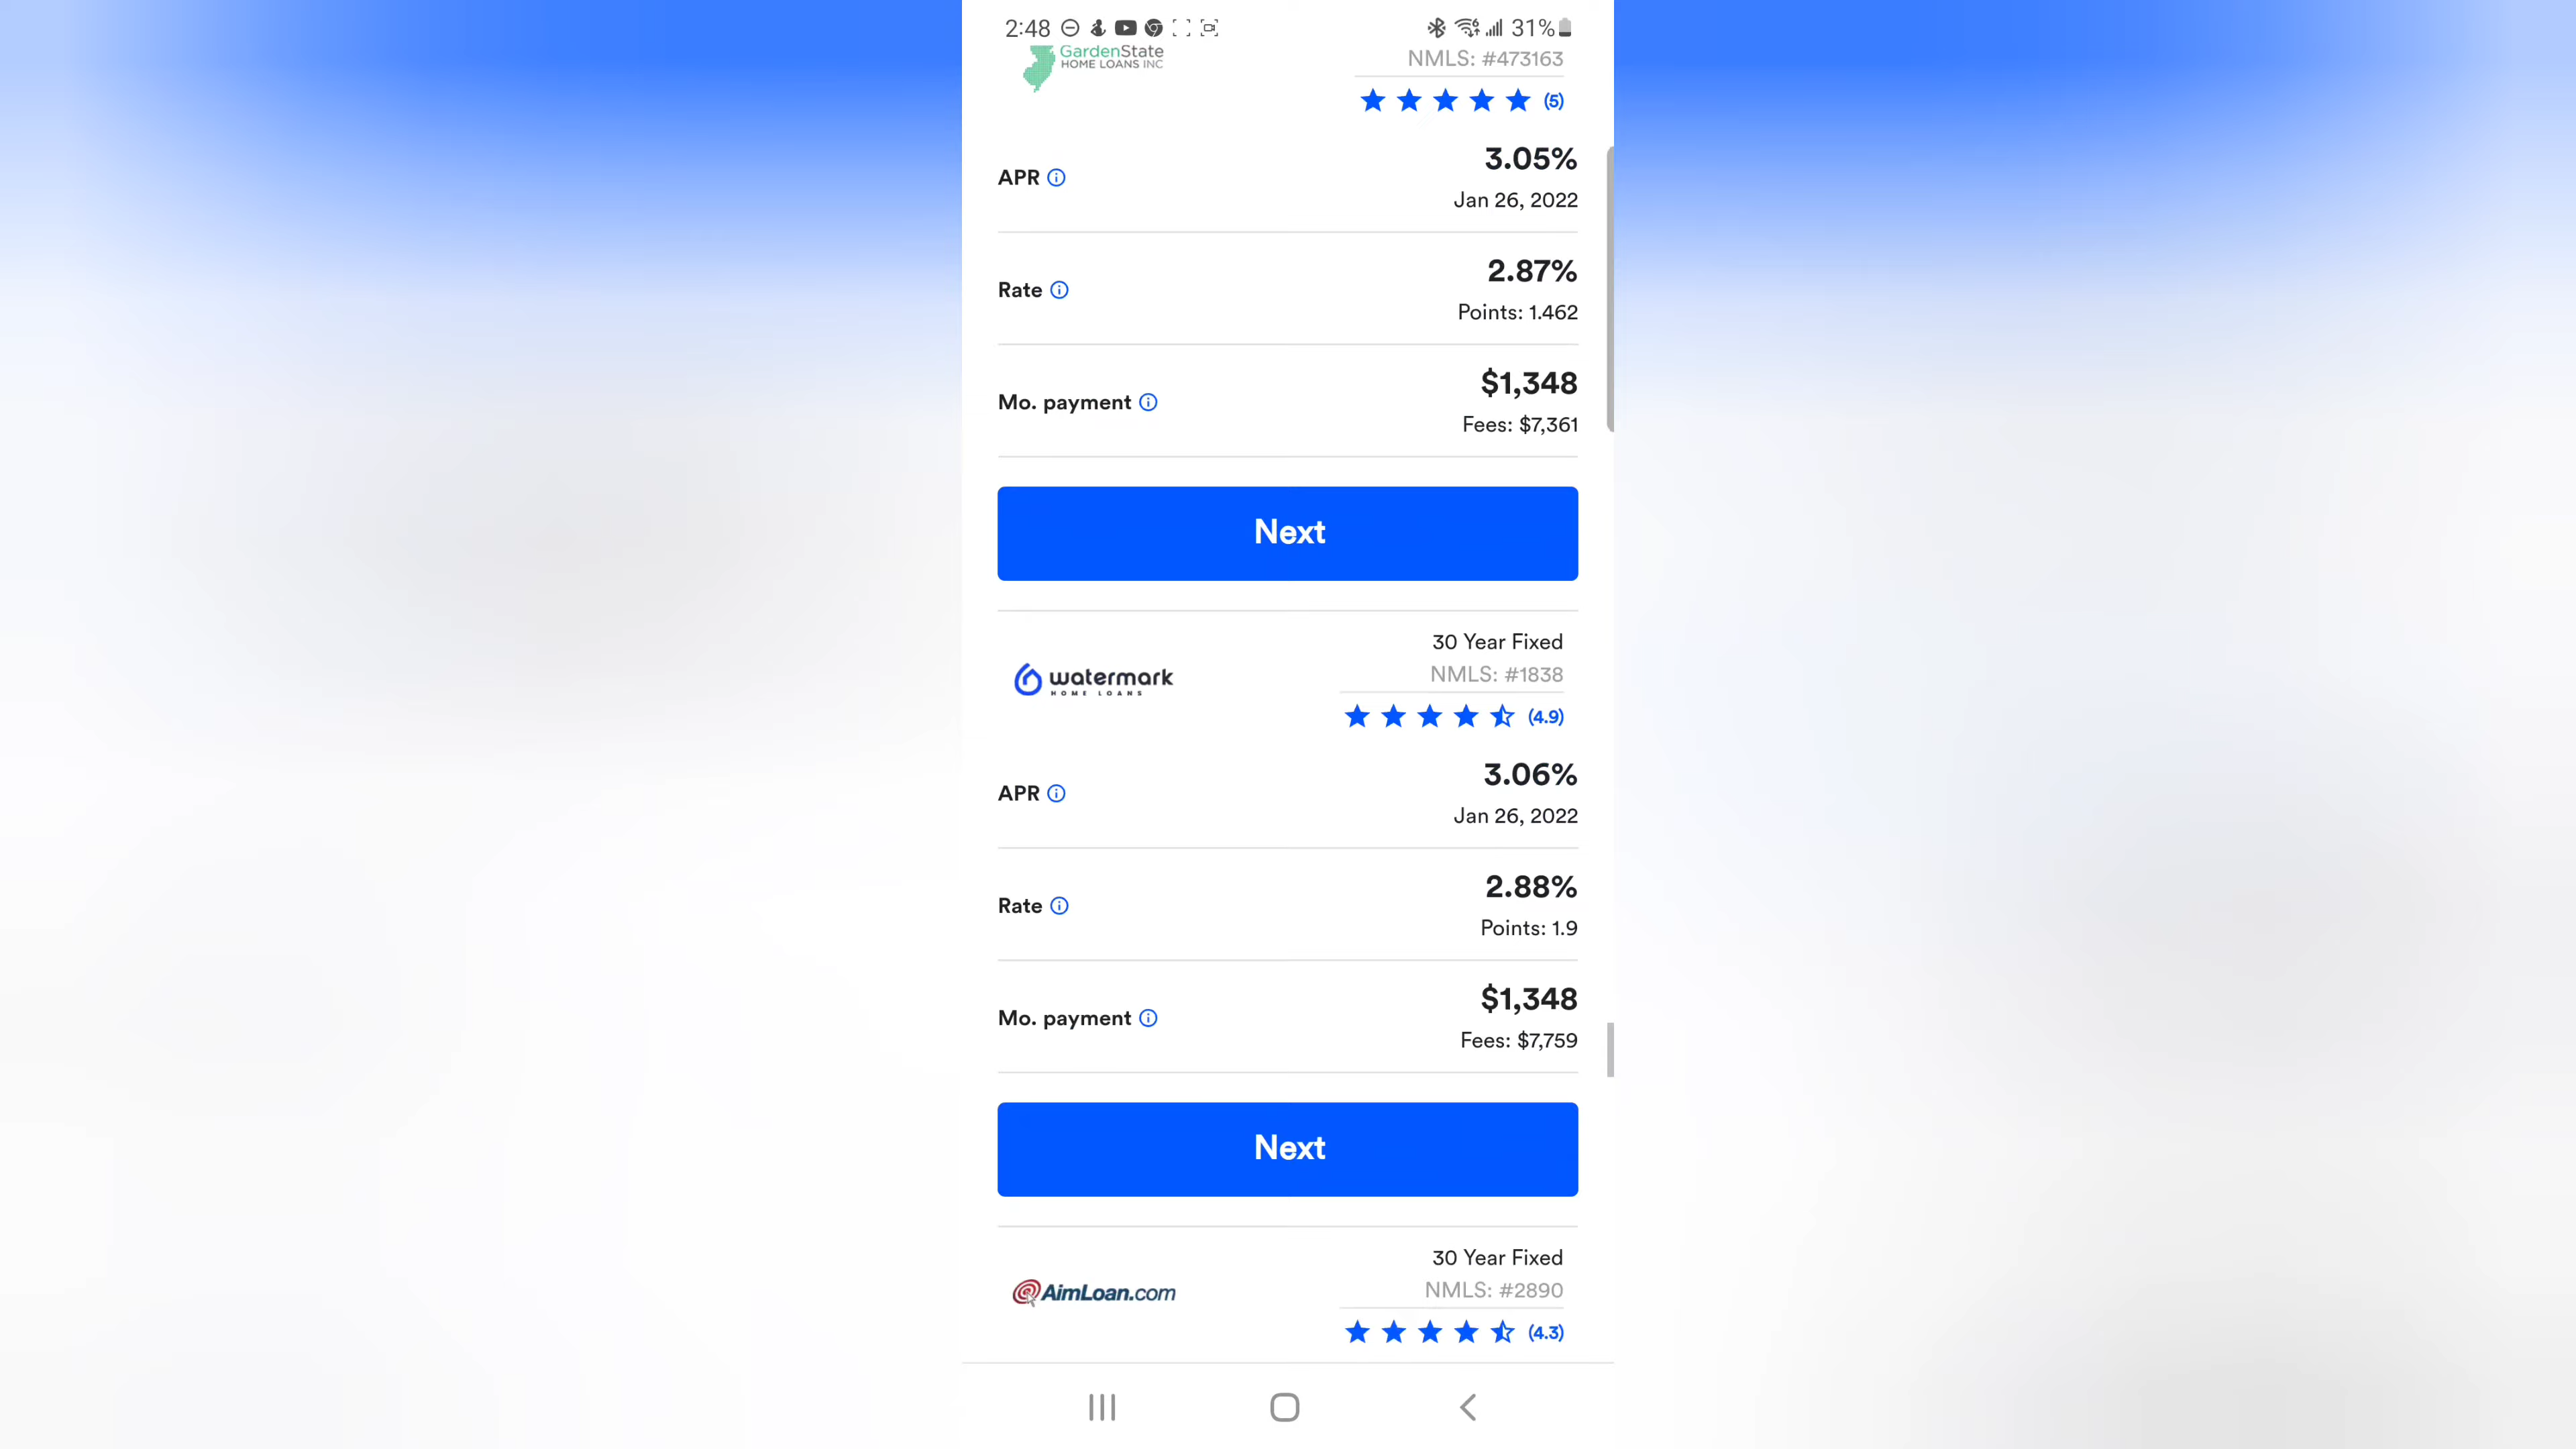 2:48
31%
GardenState
HOME LOANS INC
NMLS: #473163
(5)
APR
3.05%
Jan 26, 2022
Rate
2.87%
Points: 1.462
Mo. payment
$1,348
Fees: $7,361
Next
30 Year Fixed
watermark
HOME LOANS
NMLS: #1838
(4.9)
APR
3.06%
Jan 26, 2022
Rate
2.88%
Points: 1.9
Mo. payment
$1,348
Fees: $7,759
Next
30 Year Fixed
AimLoan.com
NMLS: #2890
(4.3)